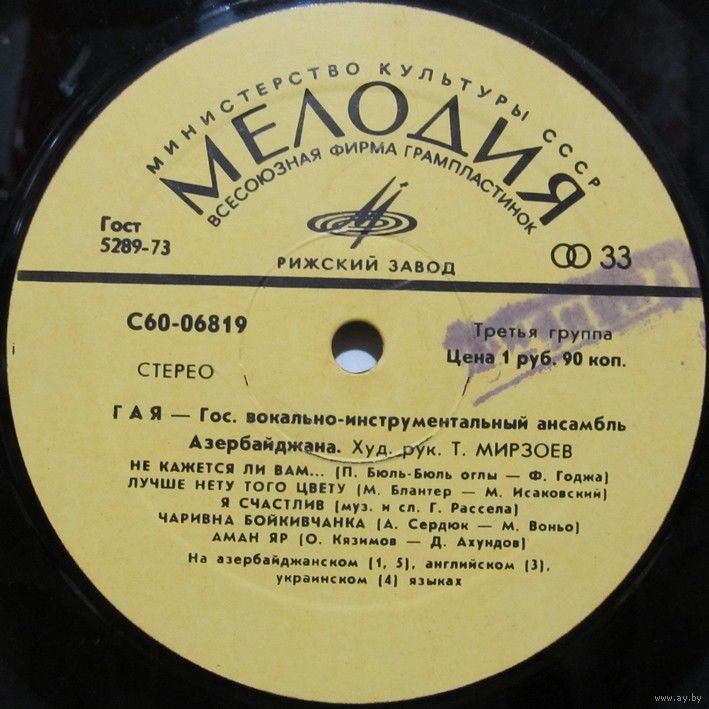 МИНИСТЕРСТВО КУЛЬТУРЫ СССР
МЕЛОДИЯ
ВСЕСОЮЗНАЯ ФИРМА ГРАМПЛАСТИНОК
Гост
5289-73
33
РИЖСКИЙ ЗАВОД
С60-06819
СТЕРЕО
Третья группа
Цена 1 руб. 90 коп.
ГАЯ — Гос. вокально-инструментальный ансамбль
Азербайджана. Худ. рук. Т. МИРЗОЕВ
НЕ КАЖЕТСЯ ЛИ ВАМ... (П. Бюль-Бюль оглы — Ф. Годжа)
ЛУЧШЕ НЕТУ ТОГО ЦВЕТУ (М. Блантер — М. Исаковский)
Я СЧАСТЛИВ (муз. и сл. Г. Рассела)
ЧАРИВНА БОЙКИВЧАНКА (А. Сердюк — М. Воньо)
АМАН ЯР (О. Кязимов — Д. Ахундов)
На азербайджанском (1, 5), английском (3),
украинском (4) языках
www.ay.by